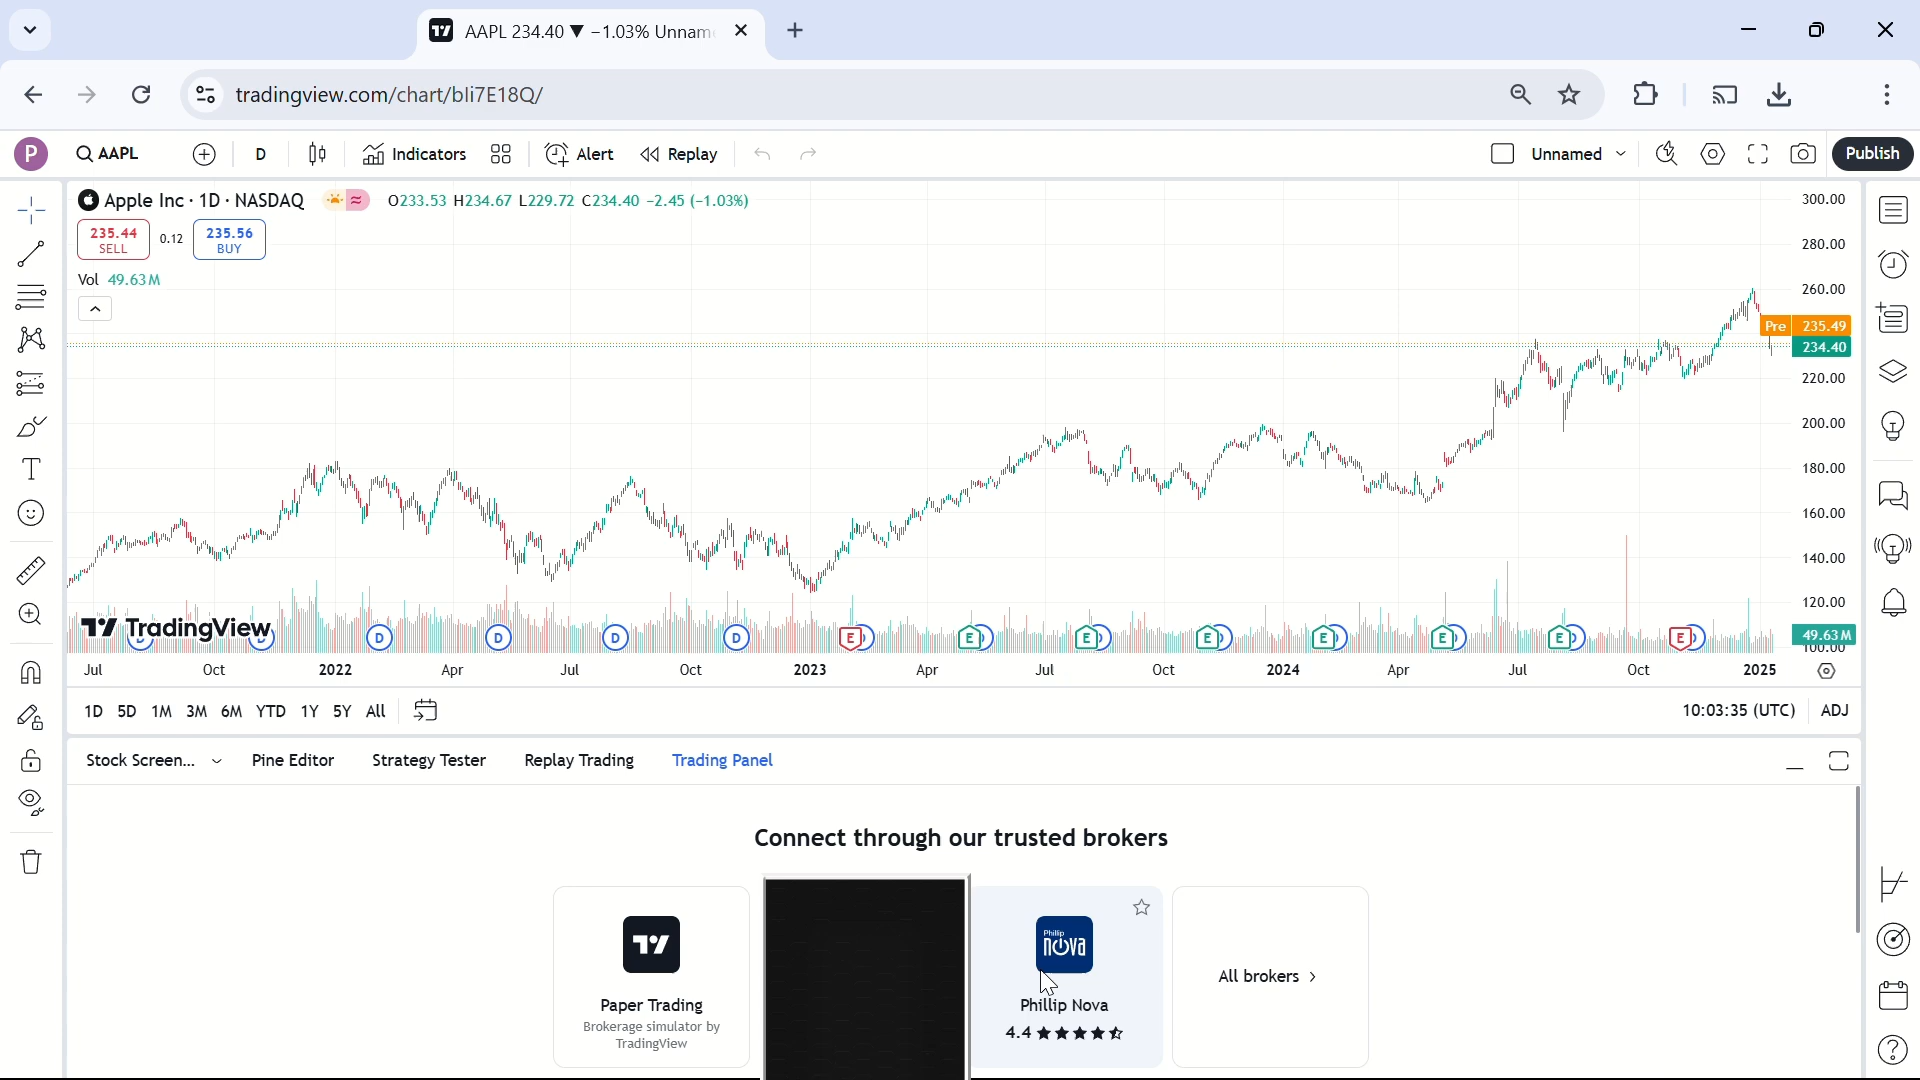 AAPL 234.40 ▼ −1.03% Unnam
tradingview.com/chart/bIi7E18Q/
P AAPL D Indicators Alert Replay Unnamed Publish
Apple Inc · 1D · NASDAQ O233.53 H234.67 L229.72 C234.40 −2.45 (−1.03%)
235.44 SELL 0.12 235.56 BUY
Vol 49.63M
300.00
280.00
260.00
Pre 235.49
234.40
220.00
200.00
180.00
160.00
140.00
120.00
49.63M
100.00
TradingView
D D D D D D E E E E E E E E
Jul Oct 2022 Apr Jul Oct 2023 Apr Jul Oct 2024 Apr Jul Oct 2025
1D 5D 1M 3M 6M YTD 1Y 5Y All 10:03:35 (UTC) ADJ
Stock Screen... Pine Editor Strategy Tester Replay Trading Trading Panel
Connect through our trusted brokers
Phillip nova
Paper Trading
Brokerage simulator by
TradingView
Phillip Nova
4.4
All brokers